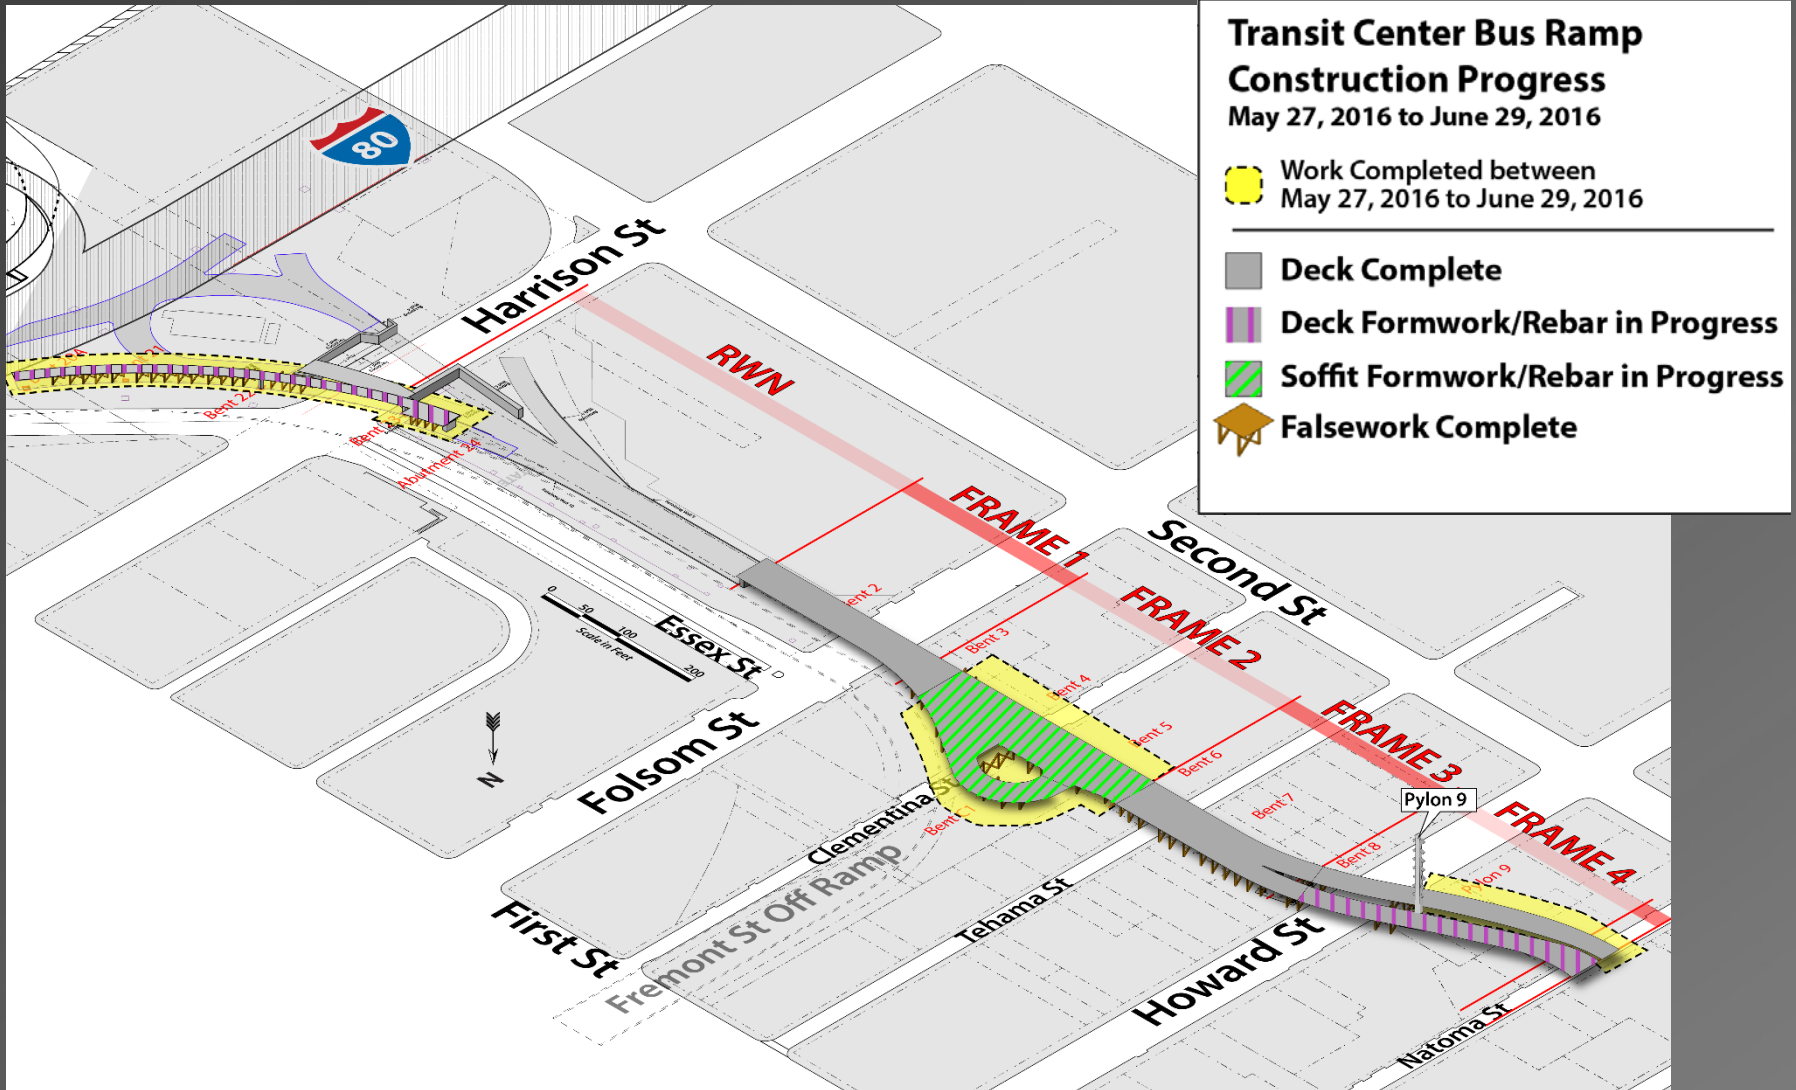 Transit Center Bus Ramp
Construction Progress
May 27, 2016 to June 29, 2016
Work Completed between
May 27, 2016 to June 29, 2016
Deck Complete
Deck Formwork/Rebar in Progress
Soffit Formwork/Rebar in Progress
Falsework Complete
80
Harrison St
RWN
FRAME 1
Second St
FRAME 2
FRAME 3
FRAME 4
Bent 22
Abutment 24
Bent 3
Bent 4
Bent 5
Bent 6
Bent 7
Bent 8
Pylon 9
Pylon 9
0
50
100
200
Scale in Feet
Essex St
N
Folsom St
Clementina St
First St
Fremont St Off Ramp
Tehama St
Howard St
Natoma St